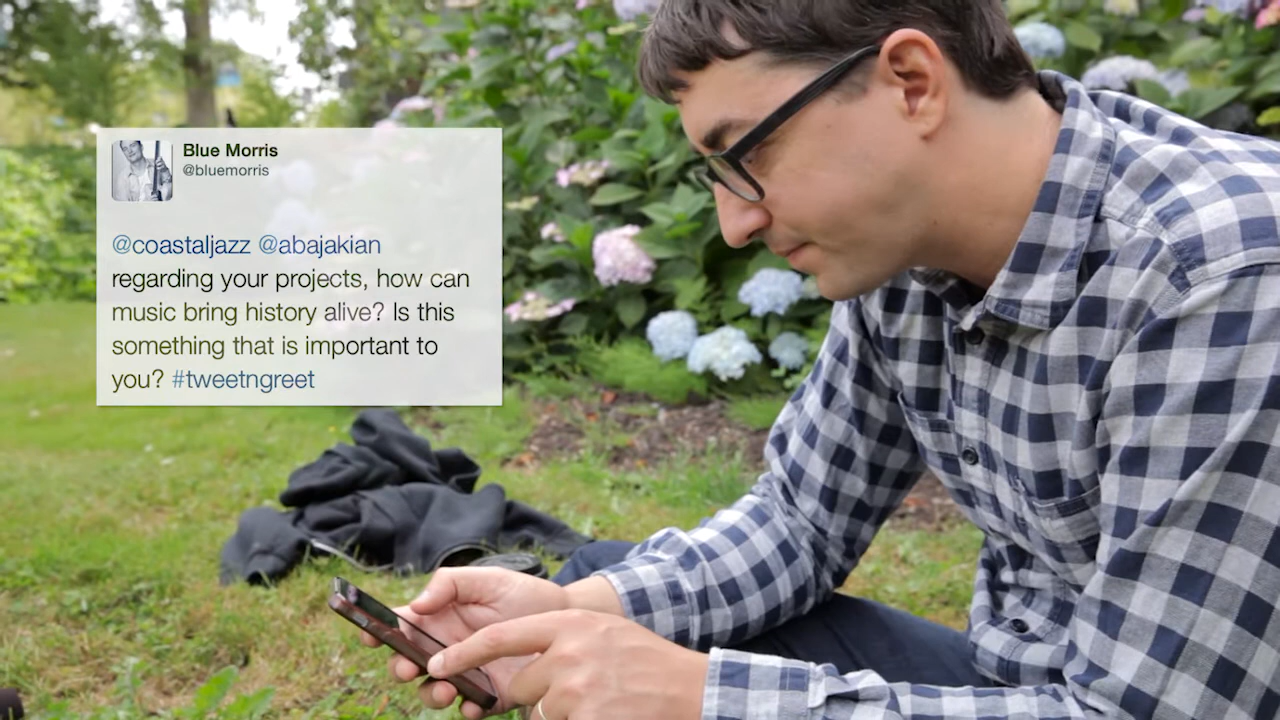 Blue Morris
@bluemorris
@coastaljazz @abajakian
regarding your projects, how can
music bring history alive? Is this
something that is important to
you? #tweetngreet